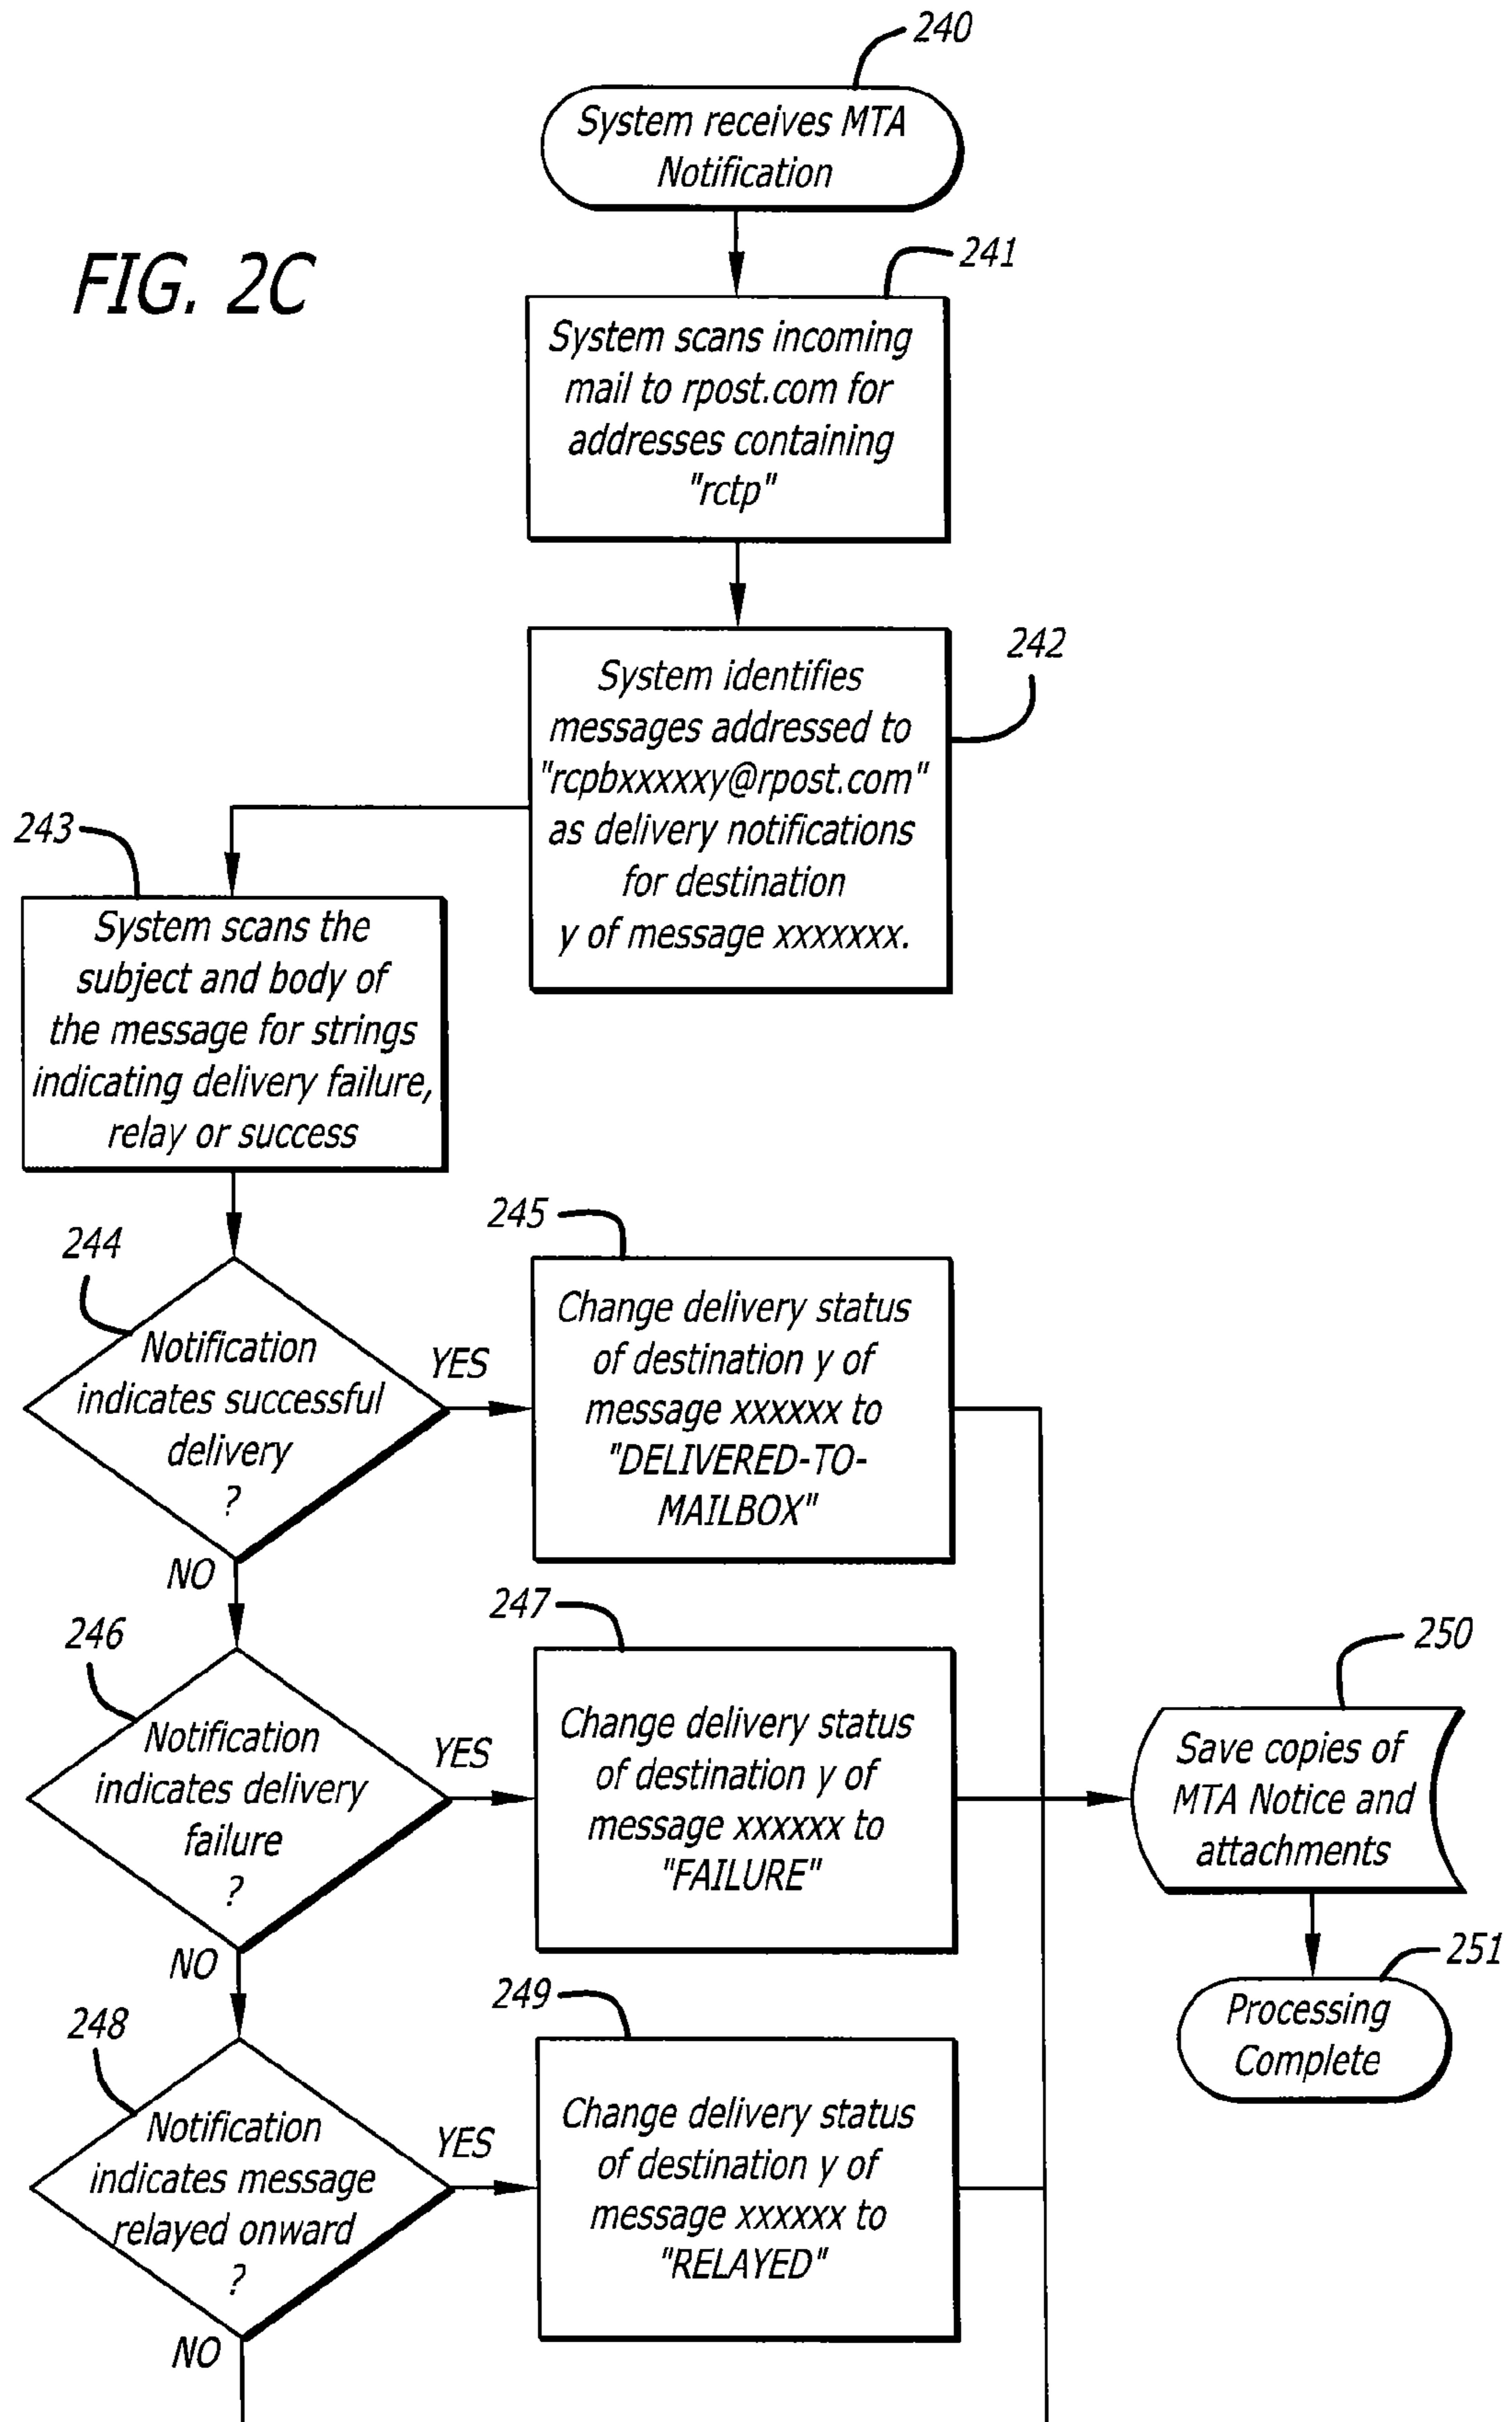 240
System receives MTA
Notification
FIG. 2C
241
System scans incoming
mail to rpost.com for
addresses containing
"rctp"
242
System identifies
messages addressed to
"rcpbxxxxxy@rpost.com"
as delivery notifications
for destination
y of message xxxxxxx.
243
System scans the
subject and body of
the message for strings
indicating delivery failure,
relay or success
244
Notification
indicates successful
delivery
?
YES
NO
245
Change delivery status
of destination y of
message xxxxxx to
"DELIVERED-TO-
MAILBOX"
246
Notification
indicates delivery
failure
?
YES
NO
247
Change delivery status
of destination y of
message xxxxxx to
"FAILURE"
248
Notification
indicates message
relayed onward
?
YES
NO
249
Change delivery status
of destination y of
message xxxxxx to
"RELAYED"
250
Save copies of
MTA Notice and
attachments
251
Processing
Complete